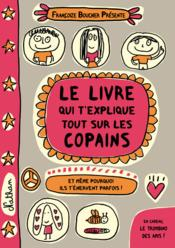 FRANÇOIZE BOUCHER PRÉSENTE
LE LIVRE
QUI T'EXPLIQUE
TOUT SUR LES
COPAINS
ET MÊME POURQUOI
ILS T'ÉNERVENT PARFOIS !
Nathan
EN CADEAU,
LE TROMBINO
DES AMIS !